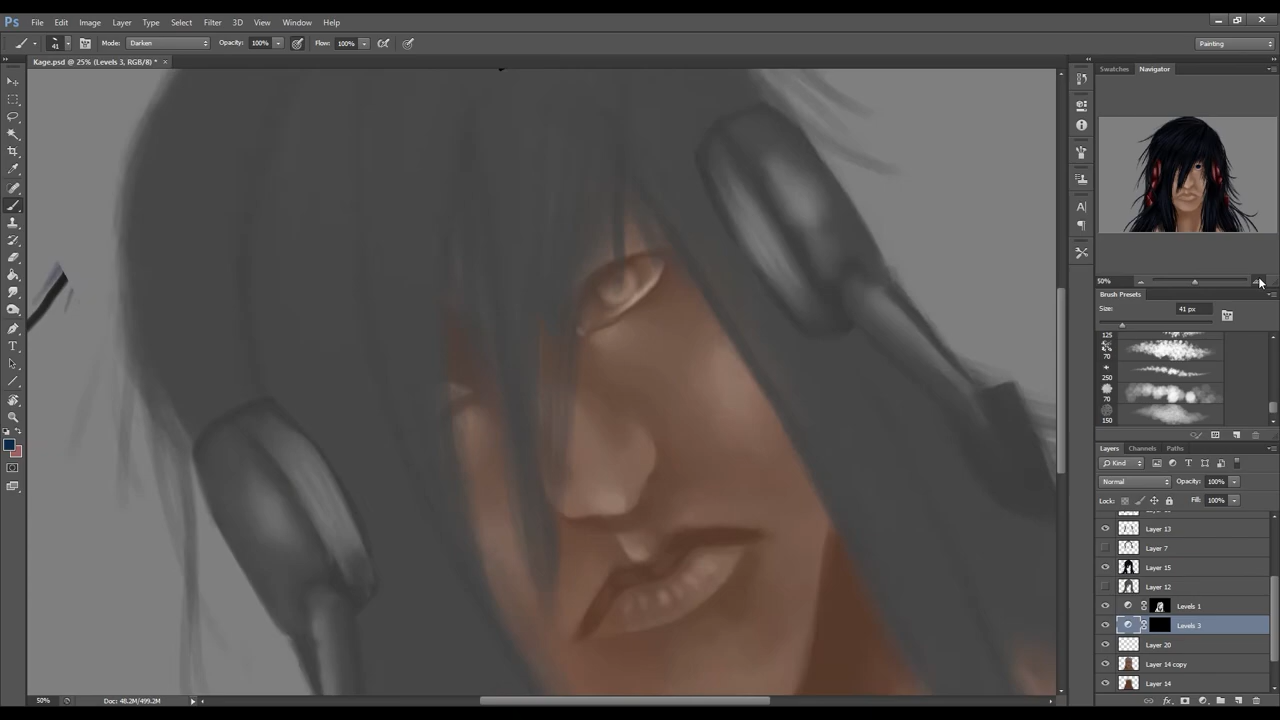 Ps File Edit Image Layer Type Select Filter 3D View Window Help
41 Mode: Darken Opacity: 100% Flow: 100% Painting
Kage.psd @ 25% (Levels 3, RGB/8) * ×
Swatches Navigator
50%
Brush Presets
Size: 41 px
125
70
250
70
150
Layers Channels Paths
Kind
Normal Opacity: 100%
Lock: Fill: 100%
Layer 13
Layer 7
Layer 15
Layer 12
Levels 1
Levels 3
Layer 20
Layer 14 copy
Layer 14
50% Doc: 48.2M/499.2M